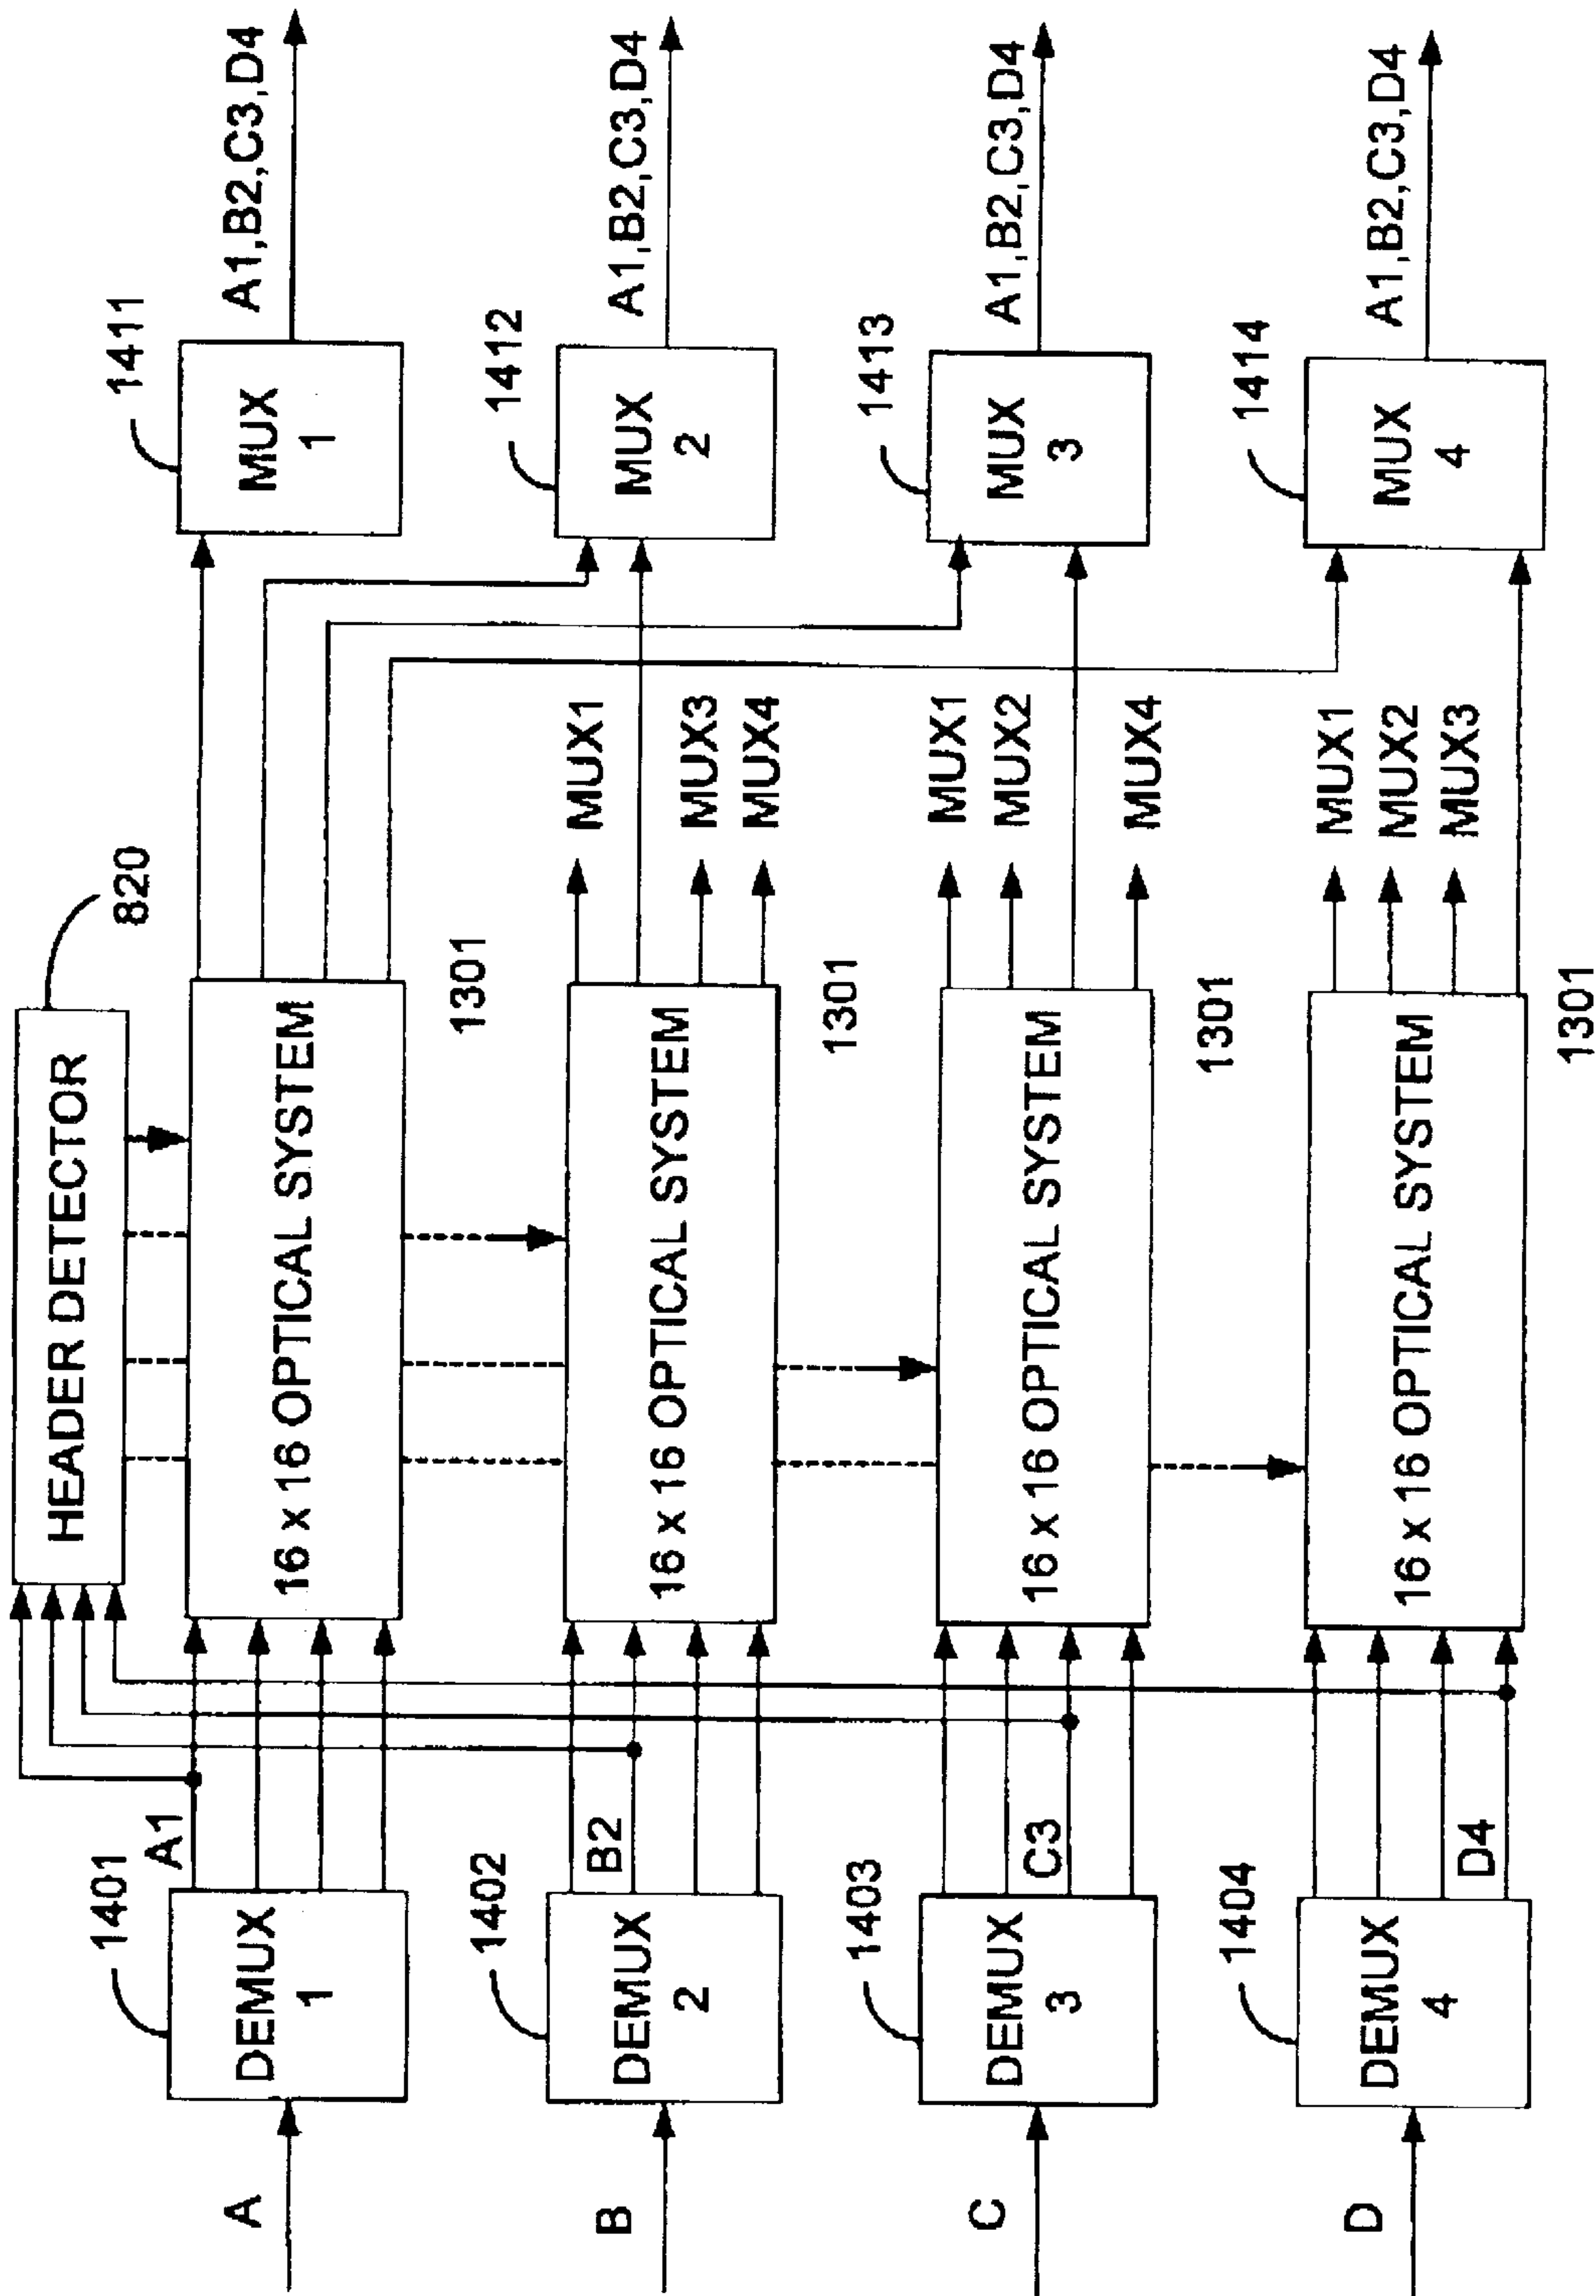 HEADER DETECTOR
820
A
1401
DEMUX
1
A1
16 x 16 OPTICAL SYSTEM
1301
1411
MUX
1
A1,B2,C3,D4
B
1402
DEMUX
2
B2
16 x 16 OPTICAL SYSTEM
1301
MUX1
MUX3
MUX4
1412
MUX
2
A1,B2,C3,D4
C
1403
DEMUX
3
C3
16 x 16 OPTICAL SYSTEM
1301
MUX1
MUX2
MUX4
1413
MUX
3
A1,B2,C3,D4
D
1404
DEMUX
4
D4
16 x 16 OPTICAL SYSTEM
1301
MUX1
MUX2
MUX3
1414
MUX
4
A1,B2,C3,D4